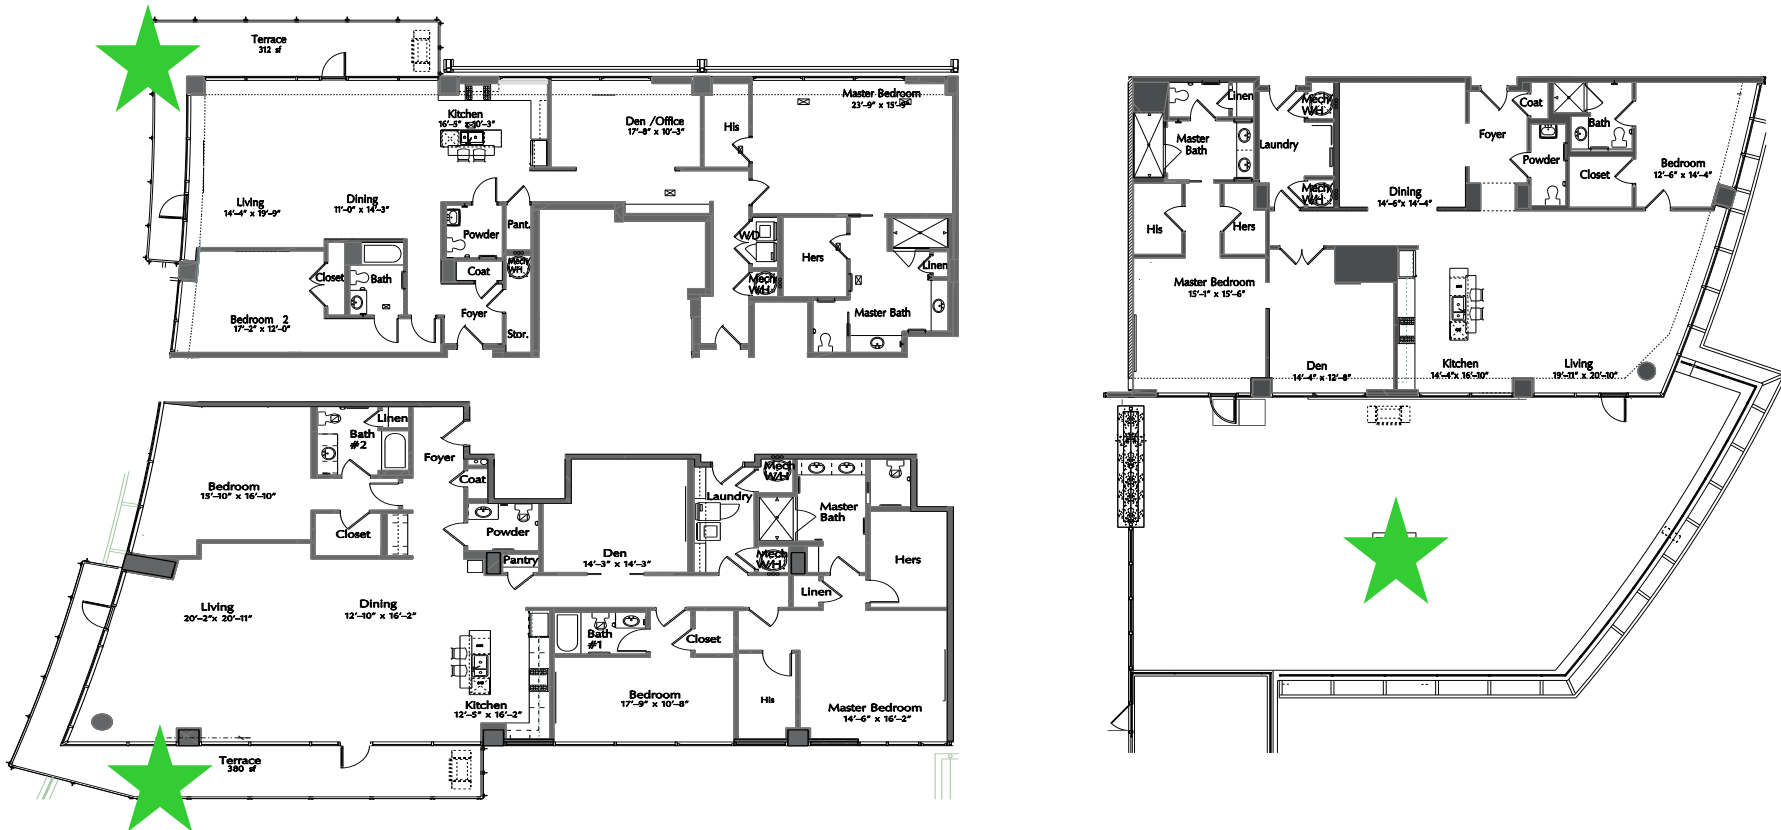 Terrace
312 sf
Kitchen
16'-5" x 10'-3"
Den /Office
17'-8" x 10'-3"
His
Master Bedroom
23'-9" x 15'-9"
Living
14'-4" x 19'-9"
Dining
11'-0" x 14'-3"
Powder
Pant.
W/D
Hers
Linen
Closet
Bath
Coat
Mech
WH
Mech
W/H
Bedroom 2
17'-2" x 12'-0"
Foyer
Stor.
Master Bath
Bath
#2
Linen
Foyer
Bedroom
15'-10" x 16'-10"
Coat
Closet
Powder
Pantry
Den
14'-3" x 14'-3"
Laundry
Mech
W/H
Mech
W/H
Master
Bath
Hers
Linen
Living
20'-2"x 20'-11"
Dining
12'-10" x 16'-2"
Bath
#1
Closet
Kitchen
12'-5" x 16'-2"
Bedroom
17'-9" x 10'-8"
His
Master Bedroom
14'-6" x 16'-2"
Terrace
380 sf
Linen
Mech
W/H
Master
Bath
Laundry
Mech
W/H
Coat
Foyer
Powder
Bath
Closet
Bedroom
12'-6" x 14'-4"
Dining
14'-6"x 14'-4"
His
Hers
Master Bedroom
15'-1" x 15'-6"
Den
14'-4" x 12'-8"
Kitchen
14'-4"x 16'-10"
Living
19'-11" x 20'-10"